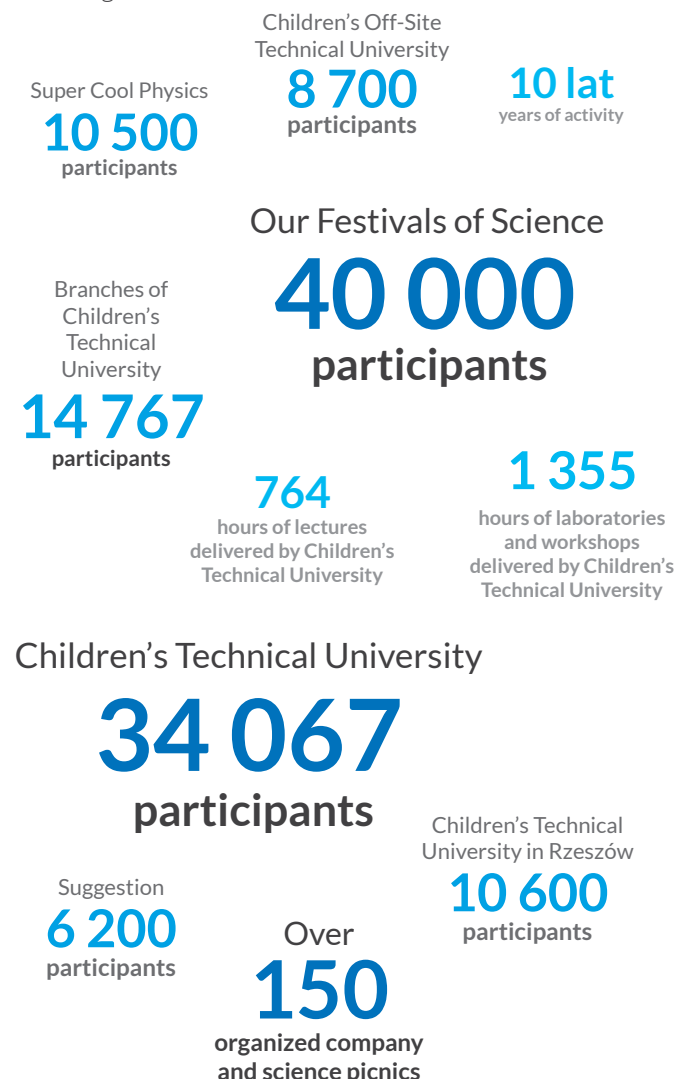 Children’s Off-Site
Technical University
8 700
participants
10 lat
years of activity
Super Cool Physics
10 500
participants
Our Festivals of Science
40 000
participants
Branches of
Children’s
Technical
University
14 767
participants
764
hours of lectures
delivered by Children’s
Technical University
1 355
hours of laboratories
and workshops
delivered by Children’s
Technical University
Children’s Technical University
34 067
participants
Children’s Technical
University in Rzeszów
10 600
participants
Suggestion
6 200
participants
Over
150
organized company
and science picnics